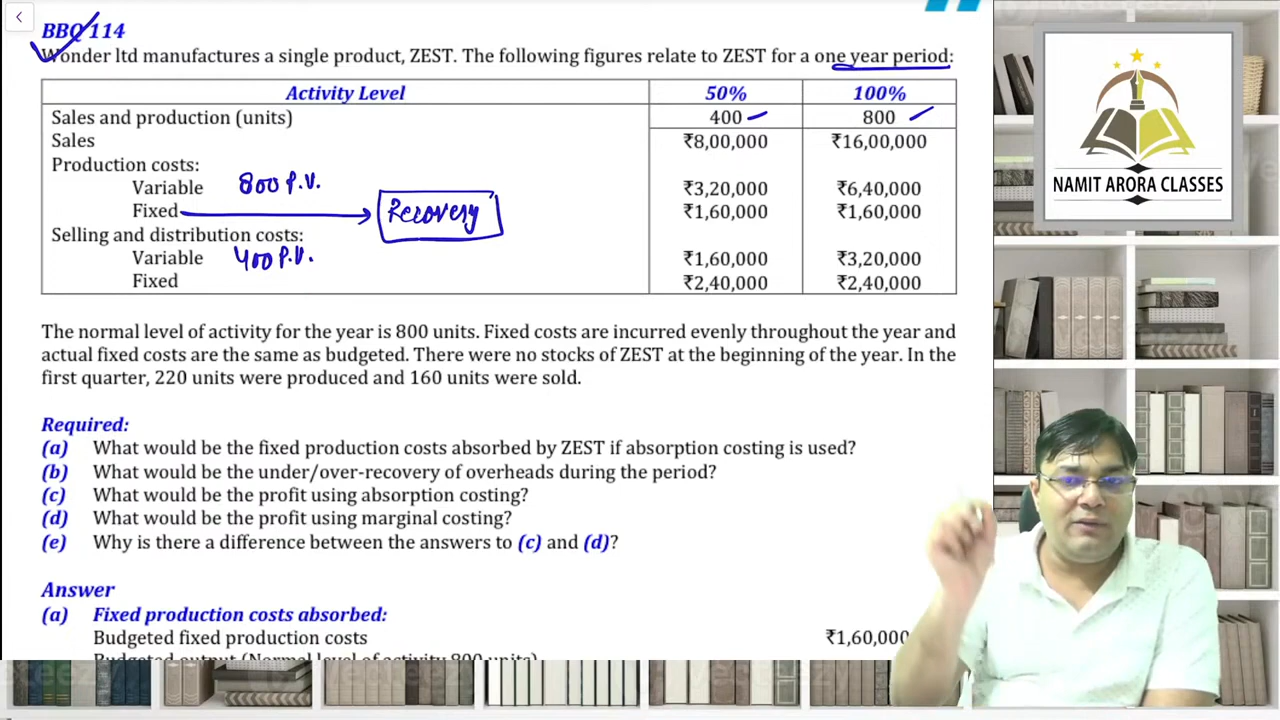 BBQ 114
Wonder ltd manufactures a single product, ZEST. The following figures relate to ZEST for a one year period:
Activity Level 50% 100%
Sales and production (units) 400 800
Sales ₹8,00,000 ₹16,00,000
Production costs:
Variable 800 P.V. ₹3,20,000 ₹6,40,000
Fixed Recovery ₹1,60,000 ₹1,60,000
Selling and distribution costs:
Variable 400 P.V. ₹1,60,000 ₹3,20,000
Fixed ₹2,40,000 ₹2,40,000
The normal level of activity for the year is 800 units. Fixed costs are incurred evenly throughout the year and
actual fixed costs are the same as budgeted. There were no stocks of ZEST at the beginning of the year. In the
first quarter, 220 units were produced and 160 units were sold.
Required:
(a) What would be the fixed production costs absorbed by ZEST if absorption costing is used?
(b) What would be the under/over-recovery of overheads during the period?
(c) What would be the profit using absorption costing?
(d) What would be the profit using marginal costing?
(e) Why is there a difference between the answers to (c) and (d)?
Answer
(a) Fixed production costs absorbed:
Budgeted fixed production costs ₹1,60,000
Budgeted output (Normal level of activity 800 units)
NAMIT ARORA CLASSES